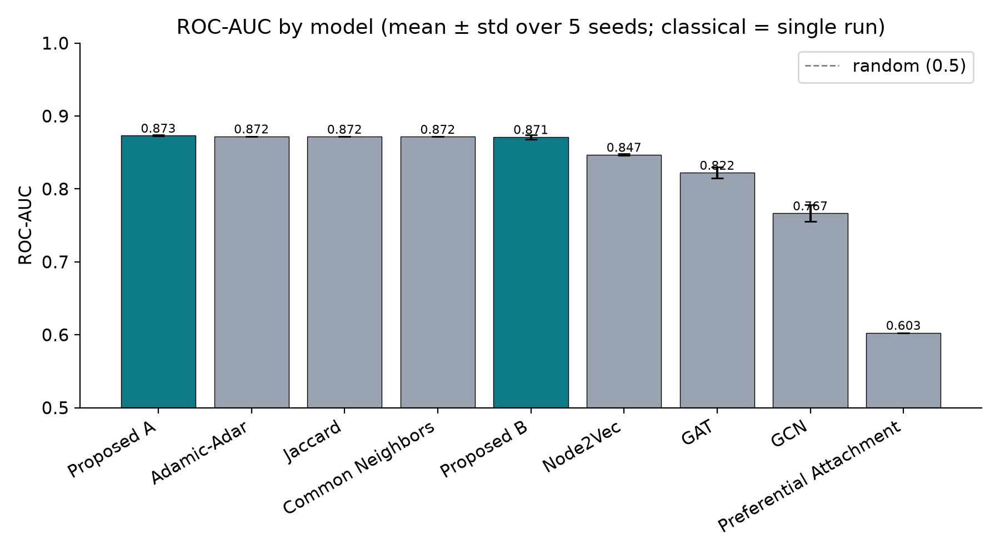 ROC-AUC by model (mean ± std over 5 seeds; classical = single run)
random (0.5)
ROC-AUC
1.0
0.9
0.8
0.7
0.6
0.5
0.873
0.872
0.872
0.872
0.871
0.847
0.822
0.767
0.603
Proposed A
Adamic-Adar
Jaccard
Common Neighbors
Proposed B
Node2Vec
GAT
GCN
Preferential Attachment